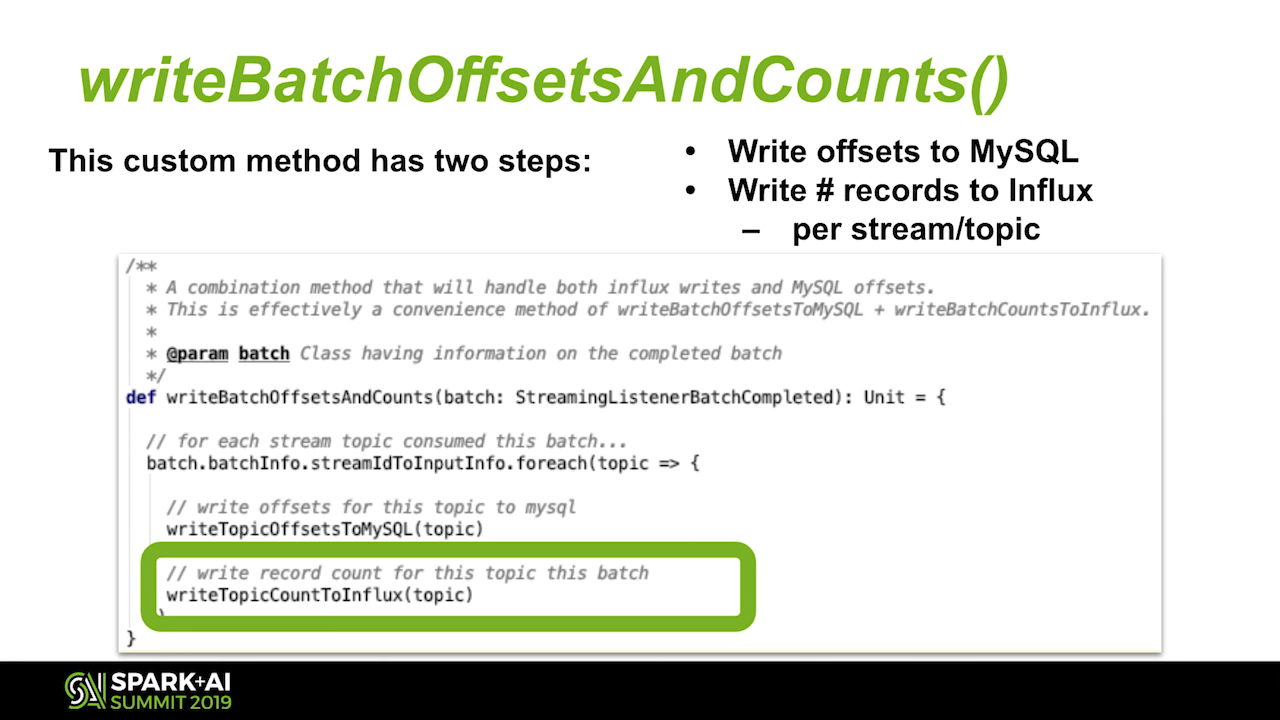 writeBatchOffsetsAndCounts()
This custom method has two steps:
• Write offsets to MySQL
• Write # records to Influx
– per stream/topic
/**
* A combination method that will handle both influx writes and MySQL offsets.
* This is effectively a convenience method of writeBatchOffsetsToMySQL + writeBatchCountsToInflux.
*
* @param batch Class having information on the completed batch
*/
def writeBatchOffsetsAndCounts(batch: StreamingListenerBatchCompleted): Unit = {
// for each stream topic consumed this batch...
batch.batchInfo.streamIdToInputInfo.foreach(topic => {
// write offsets for this topic to mysql
writeTopicOffsetsToMySQL(topic)
// write record count for this topic this batch
writeTopicCountToInflux(topic)
}
SPARK+AI
SUMMIT 2019